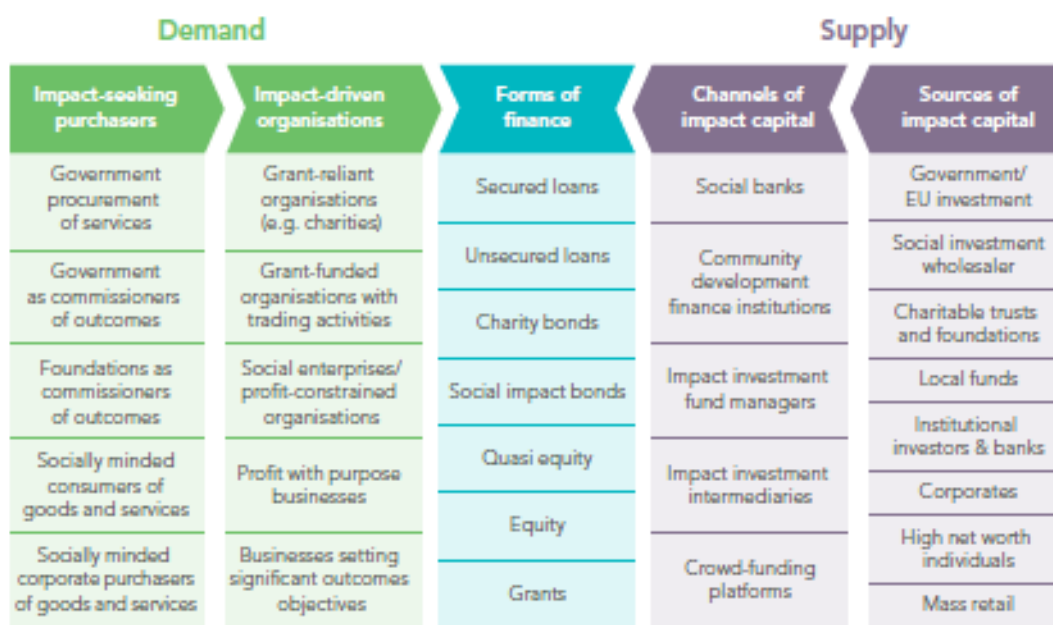 Demand
Supply
Impact-seeking
purchasers
Impact-driven
organisations
Forms of
finance
Channels of
impact capital
Sources of
impact capital
Government
procurement
of services
Government
as commissioners
of outcomes
Foundations as
commissioners
of outcomes
Socially minded
consumers of
goods and services
Socially minded
corporate purchasers
of goods and services
Grant-reliant
organisations
(e.g. charities)
Grant-funded
organisations with
trading activities
Social enterprises/
profit-constrained
organisations
Profit with purpose
businesses
Businesses setting
significant outcomes
objectives
Secured loans
Unsecured loans
Charity bonds
Social impact bonds
Quasi equity
Equity
Grants
Social banks
Community
development
finance institutions
Impact investment
fund managers
Impact investment
intermediaries
Crowd-funding
platforms
Government/
EU investment
Social investment
wholesaler
Charitable trusts
and foundations
Local funds
Institutional
investors & banks
Corporates
High net worth
individuals
Mass retail